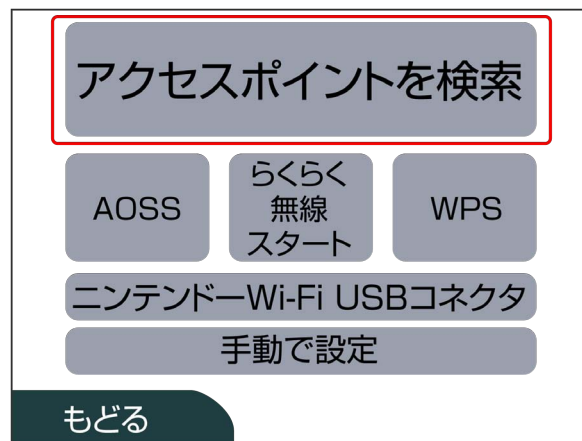 アクセスポイントを検索
AOSS
らくらく
無線
スタート
WPS
ニンテンドーWi-Fi USBコネクタ
手動で設定
もどる